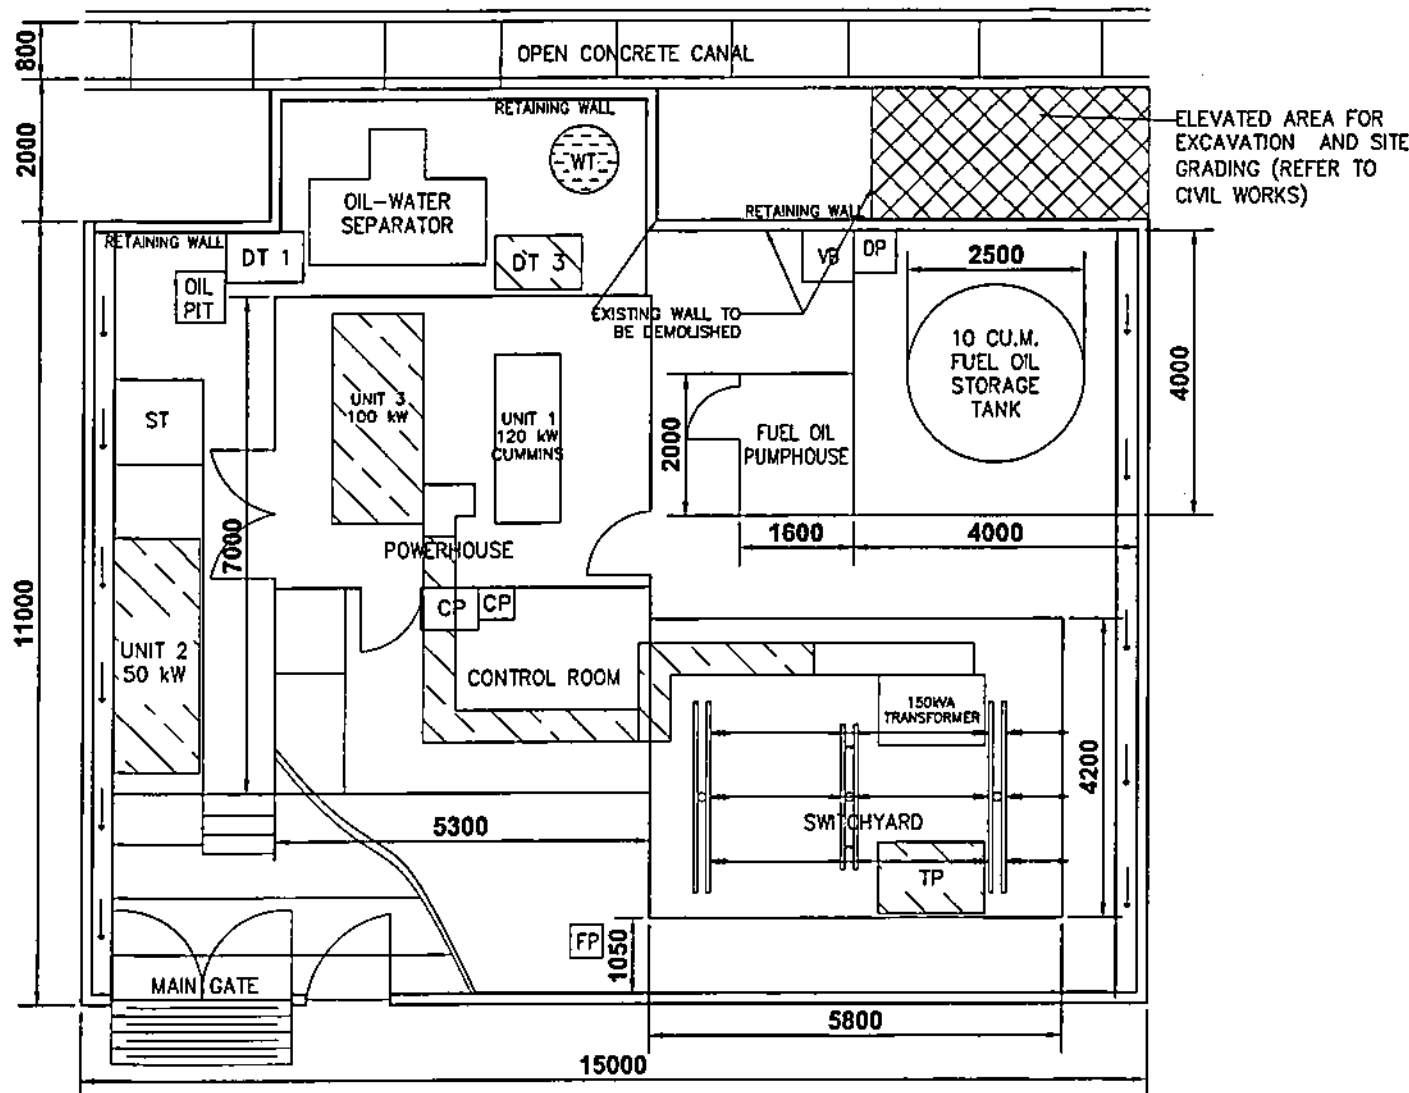 800
OPEN CONCRETE CANAL
2000
RETAINING WALL
WT
OIL-WATER
SEPARATOR
ELEVATED AREA FOR
EXCAVATION AND SITE
GRADING (REFER TO
CIVIL WORKS)
RETAINING WALL
RETAINING WALL
DT 1
DT 3
VB
OP
2500
OIL
PIT
EXISTING WALL TO
BE DEMOLISHED
10 CU.M.
FUEL OIL
STORAGE
TANK
4000
UNIT 3
100 kW
UNIT 1
120 kW
CUMMINS
ST
2000
FUEL OIL
PUMPHOUSE
7000
POWERHOUSE
1600
4000
11000
CP
CP
UNIT 2
50 kW
CONTROL ROOM
150kVA
TRANSFORMER
4200
5300
SWITCHYARD
TP
FP
1050
MAIN GATE
5800
15000